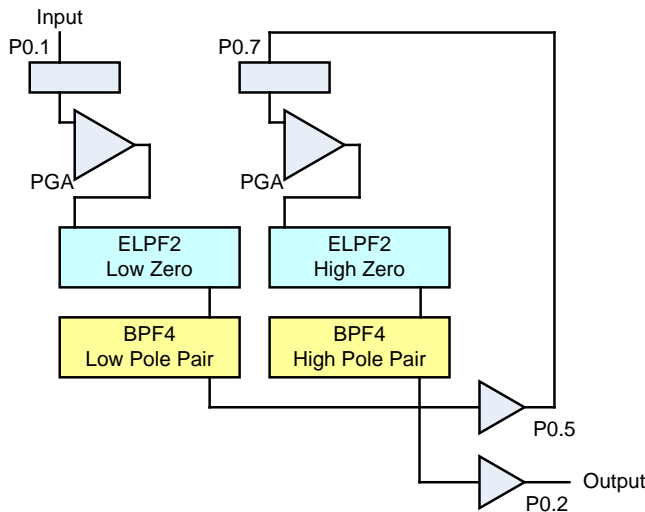 Input
P0.1
P0.7
PGA
PGA
ELPF2
Low Zero
ELPF2
High Zero
BPF4
Low Pole Pair
BPF4
High Pole Pair
P0.5
Output
P0.2